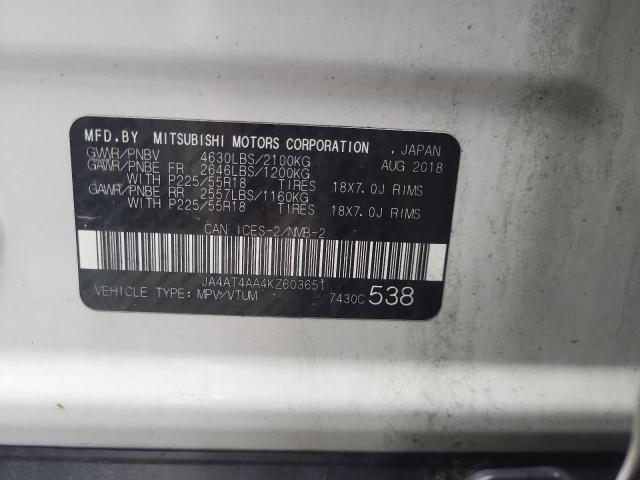 MFD.BY MITSUBISHI MOTORS CORPORATION . JAPAN
GVWR/PNBV 4630LBS/2100KG AUG 2018
GAWR/PNBE FR 2646LBS/1200KG
WITH P225/55R18 TIRES 18X7.0J RIMS
GAWR/PNBE RR 2557LBS/1160KG
WITH P225/55R18 TIRES 18X7.0J RIMS
CAN ICES-2/NMB-2
JA4AT4AA4KZ603651
VEHICLE TYPE: MPV/VTUM 7430C 538